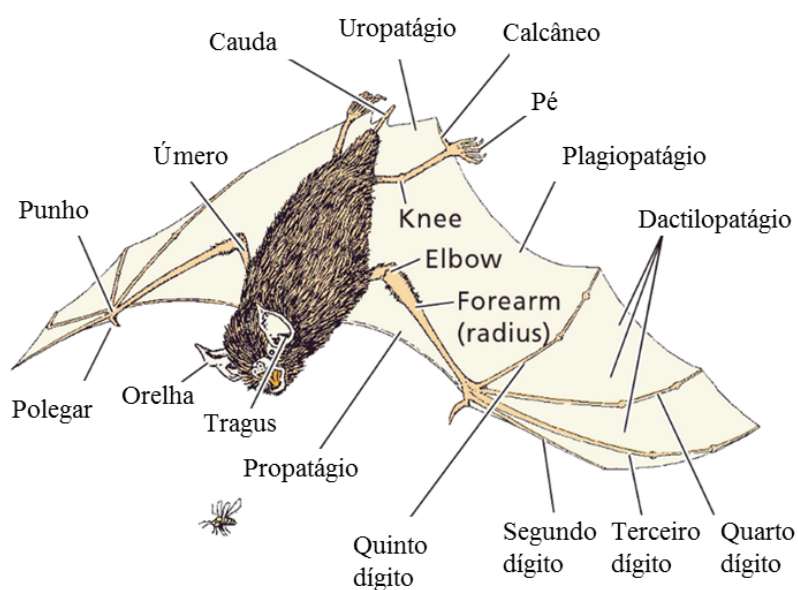 Cauda
Uropatágio
Calcâneo
Pé
Úmero
Plagiopatágio
Punho
Knee
Dactilopatágio
Elbow
Forearm
(radius)
Polegar
Orelha
Tragus
Propatágio
Quinto
dígito
Segundo
dígito
Terceiro
dígito
Quarto
dígito